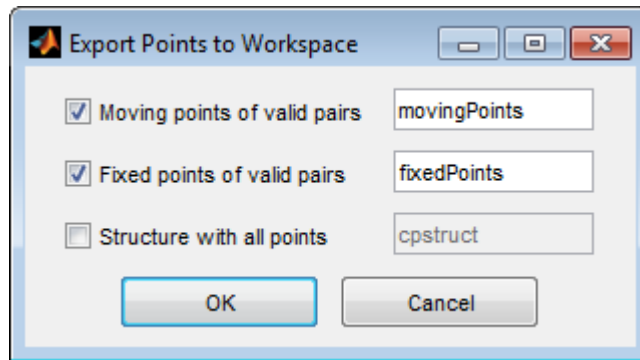 Export Points to Workspace
Moving points of valid pairs movingPoints
Fixed points of valid pairs fixedPoints
Structure with all points cpstruct
OK Cancel